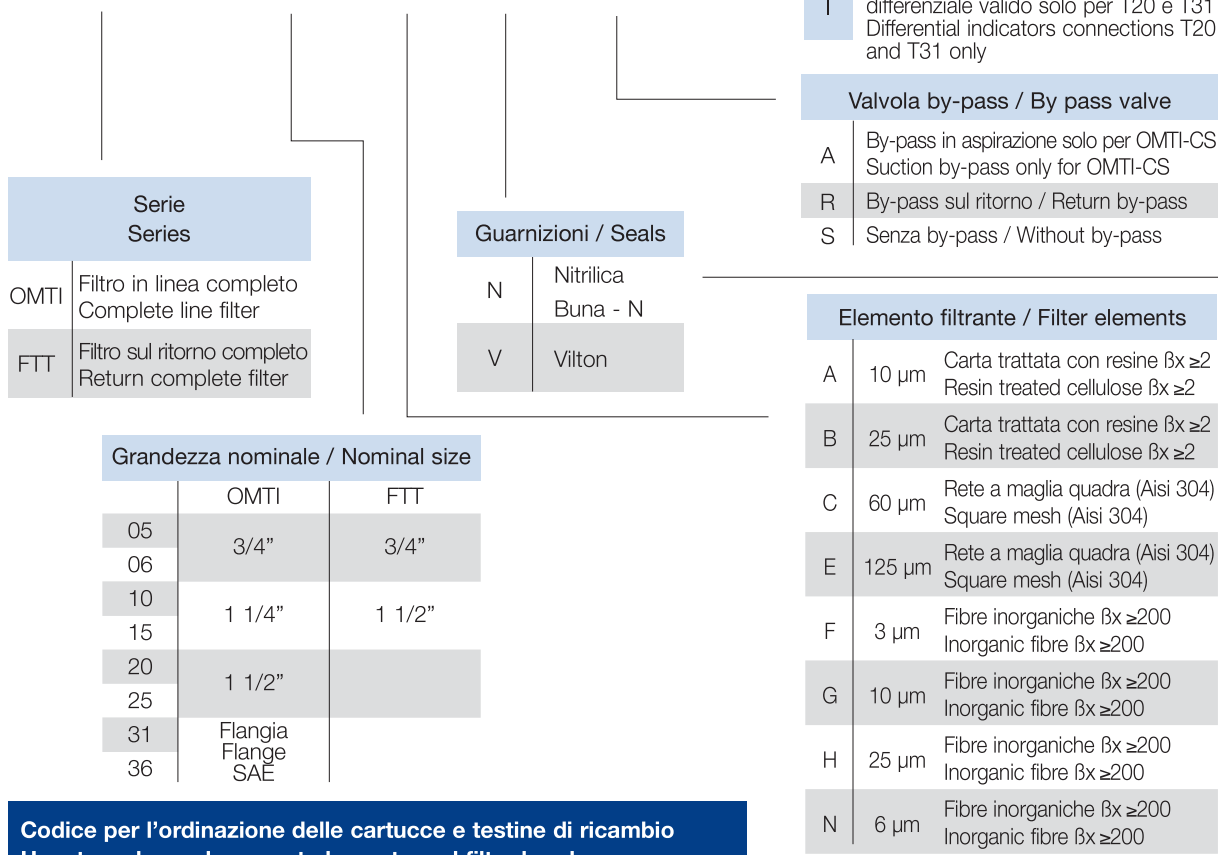 T
differenziale valido solo per T20 e T31
Differential indicators connections T20
and T31 only
Valvola by-pass / By pass valve
A
By-pass in aspirazione solo per OMTI-CS
Suction by-pass only for OMTI-CS
R By-pass sul ritorno / Return by-pass
S Senza by-pass / Without by-pass
Serie
Series
OMTI
Filtro in linea completo
Complete line filter
FTT
Filtro sul ritorno completo
Return complete filter
Guarnizioni / Seals
N
Nitrilica
Buna - N
V Vilton
Elemento filtrante / Filter elements
A 10 µm
Carta trattata con resine ßx ≥2
Resin treated cellulose ßx ≥2
B 25 µm
Carta trattata con resine ßx ≥2
Resin treated cellulose ßx ≥2
C 60 µm
Rete a maglia quadra (Aisi 304)
Square mesh (Aisi 304)
E 125 µm
Rete a maglia quadra (Aisi 304)
Square mesh (Aisi 304)
F 3 µm
Fibre inorganiche ßx ≥200
Inorganic fibre ßx ≥200
G 10 µm
Fibre inorganiche ßx ≥200
Inorganic fibre ßx ≥200
H 25 µm
Fibre inorganiche ßx ≥200
Inorganic fibre ßx ≥200
N 6 µm
Fibre inorganiche ßx ≥200
Inorganic fibre ßx ≥200
Grandezza nominale / Nominal size
OMTI FTT
05
3/4” 3/4”
06
10
1 1/4” 1 1/2”
15
20
1 1/2”
25
31
36
Flangia
Flange
SAE
Codice per l’ordinazione delle cartucce e testine di ricambio